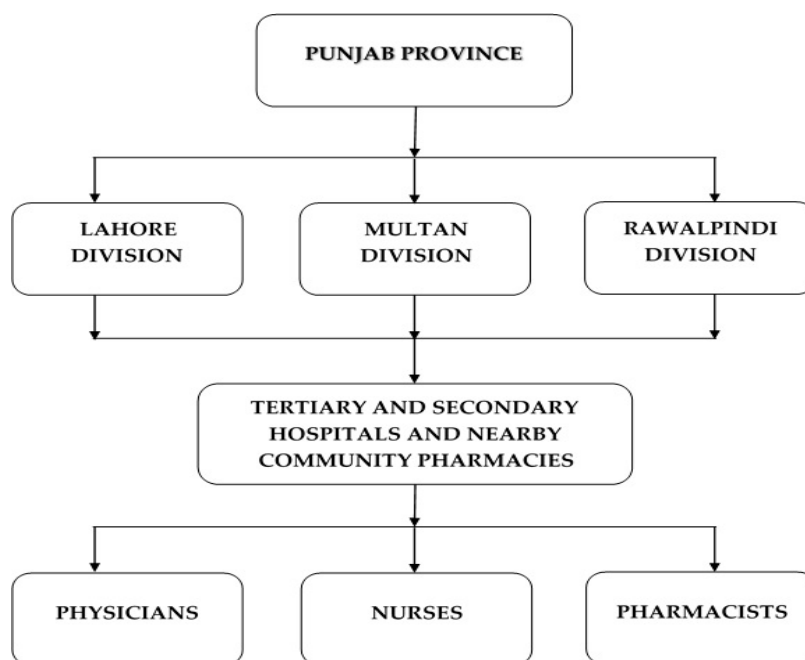 PUNJAB PROVINCE
LAHORE
DIVISION
MULTAN
DIVISION
RAWALPINDI
DIVISION
TERTIARY AND SECONDARY
HOSPITALS AND NEARBY
COMMUNITY PHARMACIES
PHYSICIANS
NURSES
PHARMACISTS